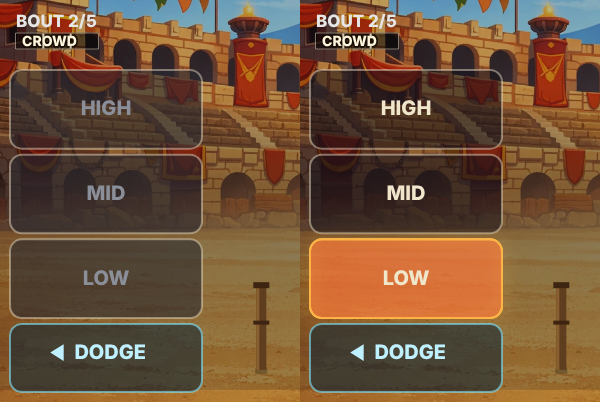 BOUT 2/5
CROWD
HIGH
MID
LOW
◀ DODGE
BOUT 2/5
CROWD
HIGH
MID
LOW
◀ DODGE